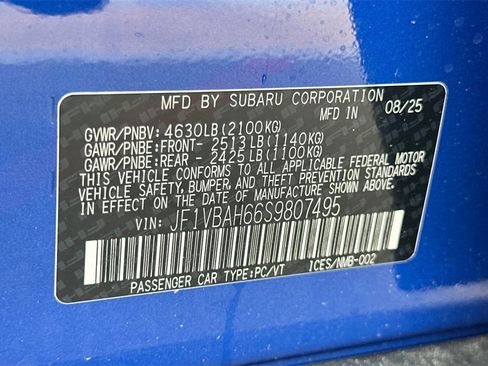 MFD BY SUBARU CORPORATION
MFD IN 08/25
GVWR/PNBV: 4630LB(2100KG)
GAWR/PNBE:FRONT- 2513LB(1140KG)
GAWR/PNBE:REAR - 2425LB(1100KG)
THIS VEHICLE CONFORMS TO ALL APPLICABLE FEDERAL MOTOR
VEHICLE SAFETY, BUMPER, AND THEFT PREVENTION STANDARDS
IN EFFECT ON THE DATE OF MANUFACTURE SHOWN ABOVE.
VIN: JF1VBAH66S9807495
PASSENGER CAR TYPE:PC/VT ICES/NMB-002